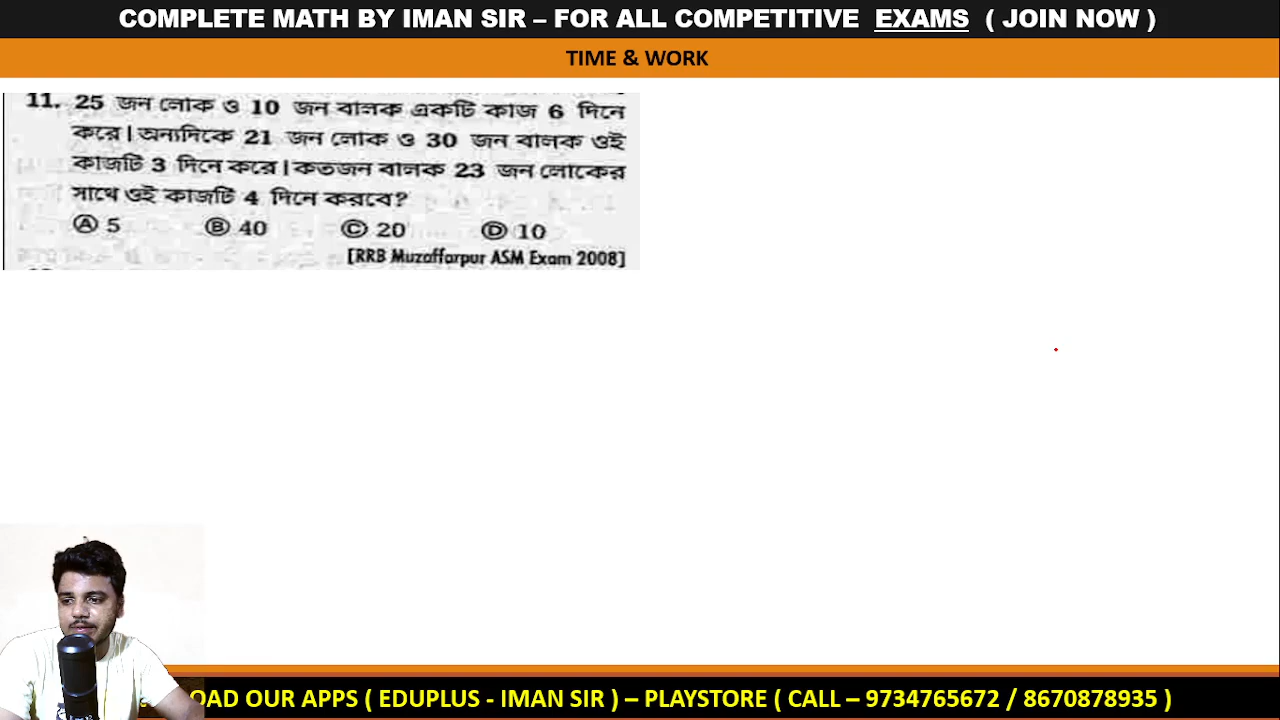 COMPLETE MATH BY IMAN SIR – FOR ALL COMPETITIVE EXAMS ( JOIN NOW )
TIME & WORK
11. 25 জন লোক ও 10 জন বালক একটি কাজ 6 দিনে
করে। অন্যদিকে 21 জন লোক ও 30 জন বালক ওই
কাজটি 3 দিনে করে। কতজন বালক 23 জন লোকের
সাথে ওই কাজটি 4 দিনে করবে?
Ⓐ 5 Ⓑ 40 Ⓒ 20 Ⓓ 10
[RRB Muzaffarpur ASM Exam 2008]
OAD OUR APPS ( EDUPLUS - IMAN SIR ) – PLAYSTORE ( CALL – 9734765672 / 8670878935 )